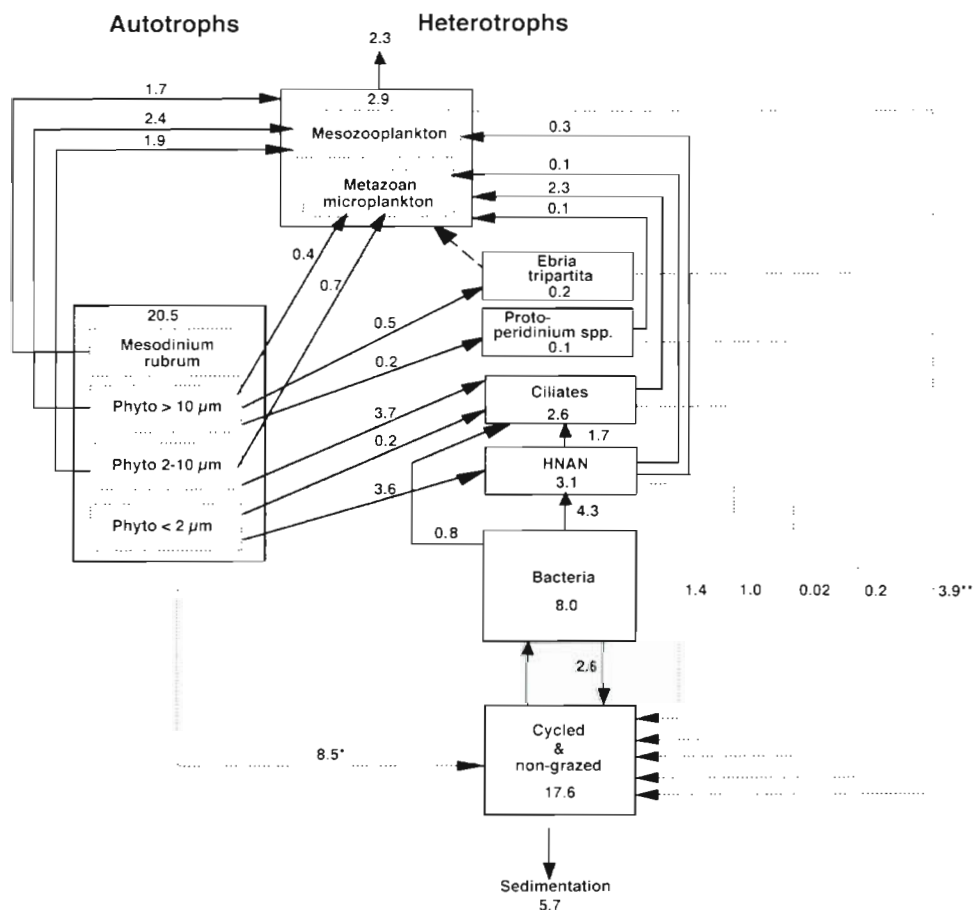 Autotrophs
Heterotrophs
2.3
1.7
2.4
1.9
2.9
Mesozooplankton
Metazoan
microplankton
0.3
0.1
2.3
0.1
0.4
0.7
Ebria
tripartita
0.2
0.5
Proto-
peridinium spp.
0.1
0.2
20.5
Mesodinium
rubrum
Phyto > 10 µm
Phyto 2-10 µm
Phyto < 2 µm
3.7
0.2
3.6
Ciliates
2.6
1.7
HNAN
3.1
4.3
0.8
Bacteria
8.0
1.4 1.0 0.02 0.2 3.9**
2.6
Cycled
&
non-grazed
17.6
8.5*
Sedimentation
5.7